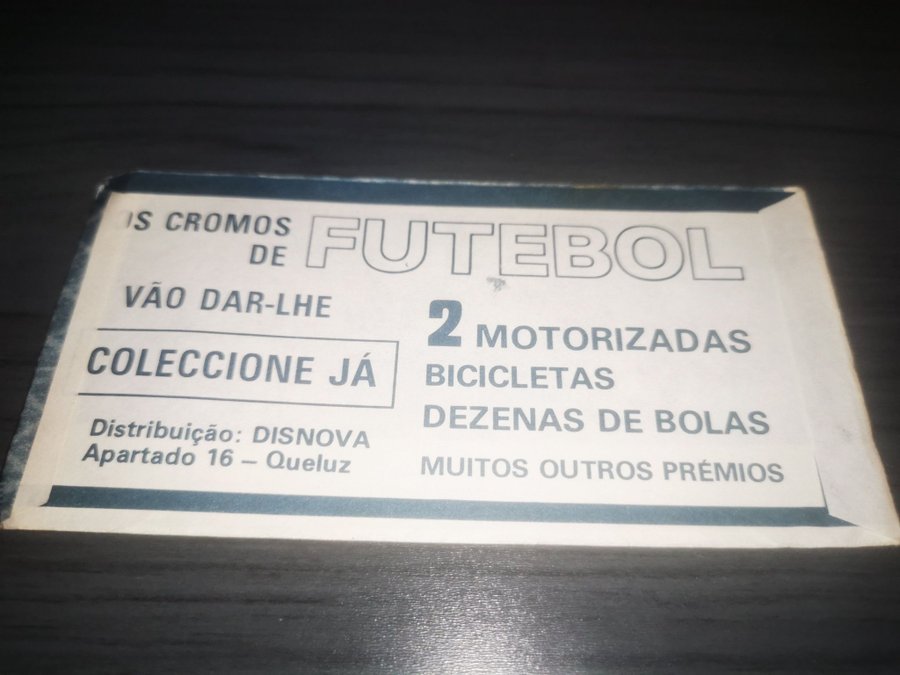 OS CROMOS
DE FUTEBOL
VÃO DAR-LHE
2 MOTORIZADAS
BICICLETAS
DEZENAS DE BOLAS
MUITOS OUTROS PRÉMIOS
COLECCIONE JÁ
Distribuição: DISNOVA
Apartado 16 – Queluz